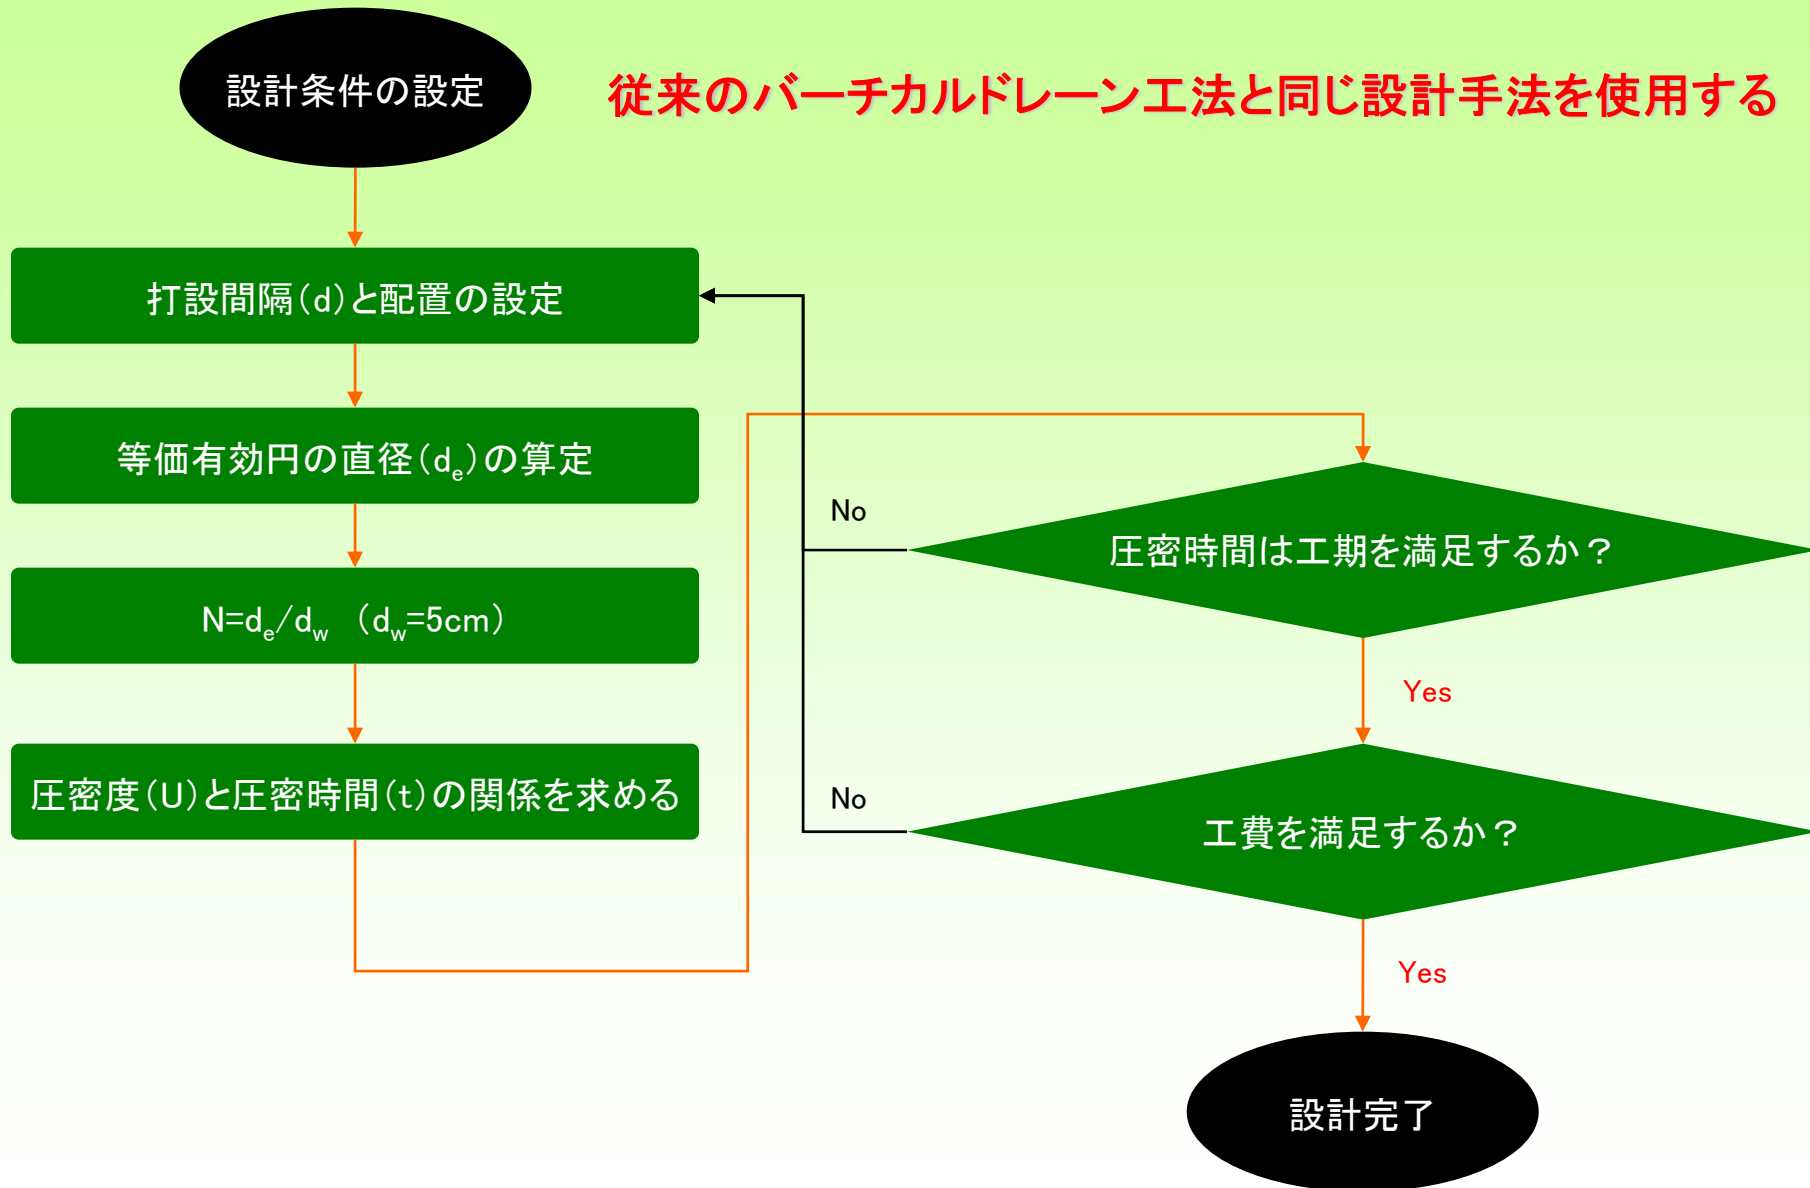 設計条件の設定
従来のバーチカルドレーン工法と同じ設計手法を使用する
打設間隔(d)と配置の設定
等価有効円の直径(de)の算定
N=de/dw (dw=5cm)
圧密度(U)と圧密時間(t)の関係を求める
No
圧密時間は工期を満足するか?
Yes
No
工費を満足するか?
Yes
設計完了